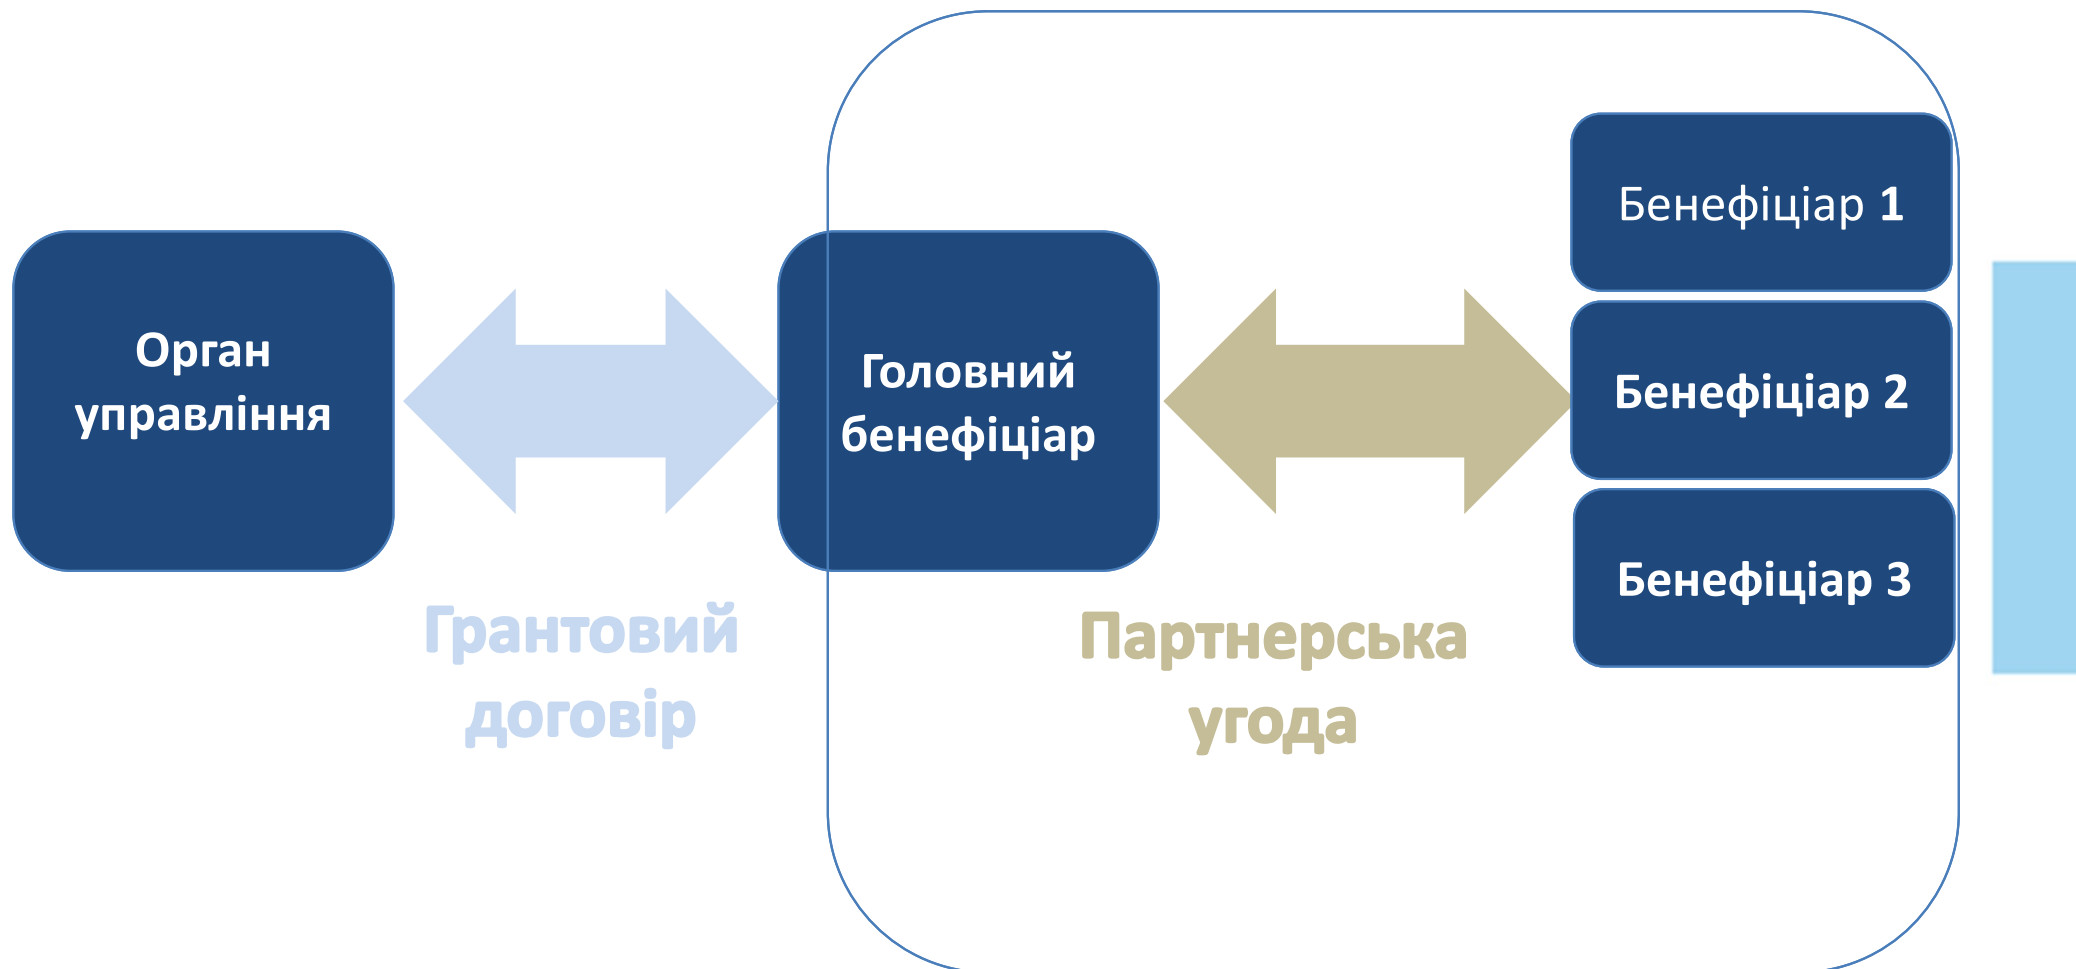 Орган
управління
Грантовий
договір
Головний
бенефіціар
Партнерська
угода
Бенефіціар 1
Бенефіціар 2
Бенефіціар 3